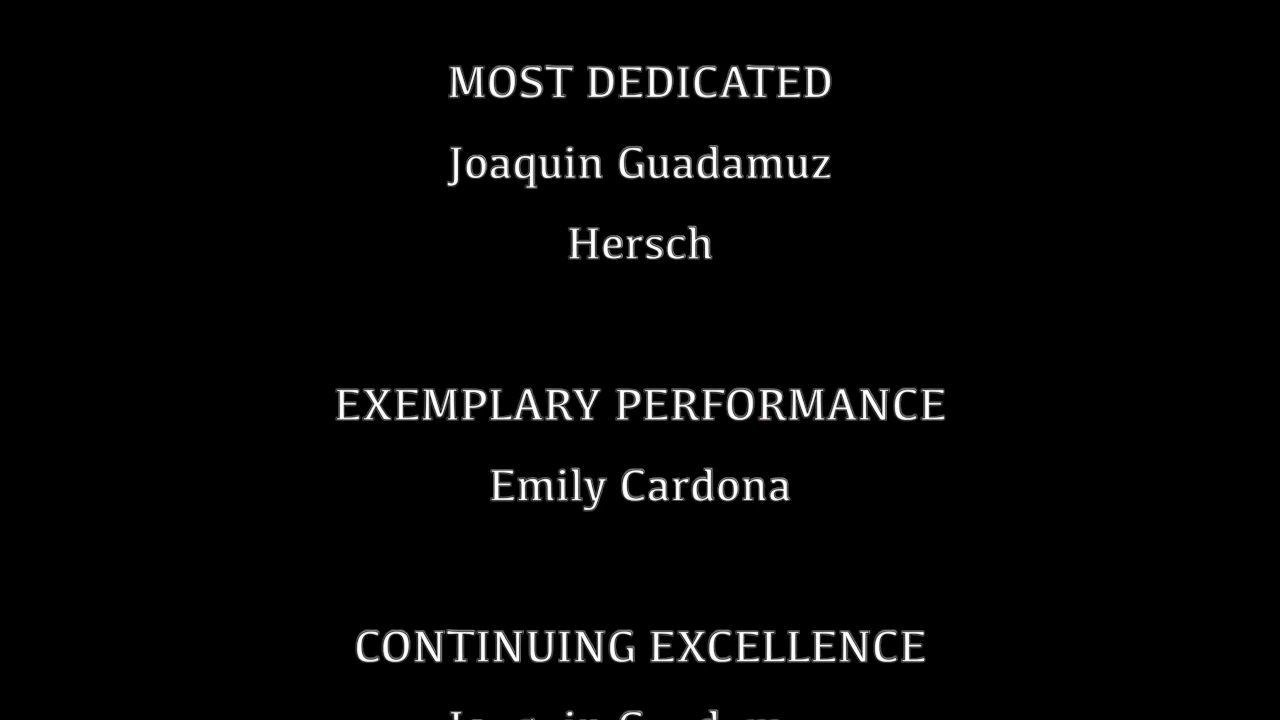 MOST DEDICATED
Joaquin Guadamuz
Hersch
EXEMPLARY PERFORMANCE
Emily Cardona
CONTINUING EXCELLENCE